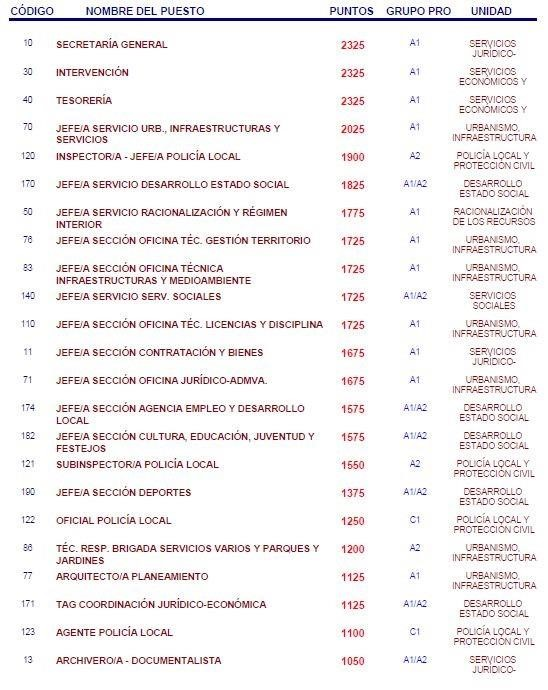 CÓDIGO NOMBRE DEL PUESTO PUNTOS GRUPO PRO UNIDAD
10 SECRETARÍA GENERAL 2325 A1 SERVICIOS JURIDICO-
30 INTERVENCIÓN 2325 A1 SERVICIOS ECONÓMICOS Y
40 TESORERÍA 2325 A1 SERVICIOS ECONÓMICOS Y
70 JEFE/A SERVICIO URB., INFRAESTRUCTURAS Y SERVICIOS 2025 A1 URBANISMO, INFRAESTRUCTURA
120 INSPECTOR/A - JEFE/A POLICÍA LOCAL 1900 A2 POLICÍA LOCAL Y PROTECCIÓN CIVIL
170 JEFE/A SERVICIO DESARROLLO ESTADO SOCIAL 1825 A1/A2 DESARROLLO ESTADO SOCIAL
50 JEFE/A SERVICIO RACIONALIZACIÓN Y RÉGIMEN INTERIOR 1775 A1 RACIONALIZACIÓN DE LOS RECURSOS
76 JEFE/A SECCIÓN OFICINA TÉC. GESTIÓN TERRITORIO 1725 A1 URBANISMO, INFRAESTRUCTURA
83 JEFE/A SECCIÓN OFICINA TÉCNICA INFRAESTRUCTURAS Y MEDIOAMBIENTE 1725 A1 URBANISMO, INFRAESTRUCTURA
140 JEFE/A SERVICIO SERV. SOCIALES 1725 A1/A2 SERVICIOS SOCIALES
110 JEFE/A SECCIÓN OFICINA TÉC. LICENCIAS Y DISCIPLINA 1725 A1 URBANISMO, INFRAESTRUCTURA
11 JEFE/A SECCIÓN CONTRATACIÓN Y BIENES 1675 A1 SERVICIOS JURIDICO-
71 JEFE/A SECCIÓN OFICINA JURÍDICO-ADMVA. 1675 A1 URBANISMO, INFRAESTRUCTURA
174 JEFE/A SECCIÓN AGENCIA EMPLEO Y DESARROLLO LOCAL 1575 A1/A2 DESARROLLO ESTADO SOCIAL
182 JEFE/A SECCIÓN CULTURA, EDUCACIÓN, JUVENTUD Y FESTEJOS 1575 A1/A2 DESARROLLO ESTADO SOCIAL
121 SUBINSPECTOR/A POLICÍA LOCAL 1550 A2 POLICÍA LOCAL Y PROTECCIÓN CIVIL
190 JEFE/A SECCIÓN DEPORTES 1375 A1/A2 DESARROLLO ESTADO SOCIAL
122 OFICIAL POLICÍA LOCAL 1250 C1 POLICÍA LOCAL Y PROTECCIÓN CIVIL
86 TÉC. RESP. BRIGADA SERVICIOS VARIOS Y PARQUES Y JARDINES 1200 A2 URBANISMO, INFRAESTRUCTURA
77 ARQUITECTO/A PLANEAMIENTO 1125 A1 URBANISMO, INFRAESTRUCTURA
171 TAG COORDINACIÓN JURÍDICO-ECONÓMICA 1125 A1/A2 DESARROLLO ESTADO SOCIAL
123 AGENTE POLICÍA LOCAL 1100 C1 POLICÍA LOCAL Y PROTECCIÓN CIVIL
13 ARCHIVERO/A - DOCUMENTALISTA 1050 A1/A2 SERVICIOS JURIDICO-